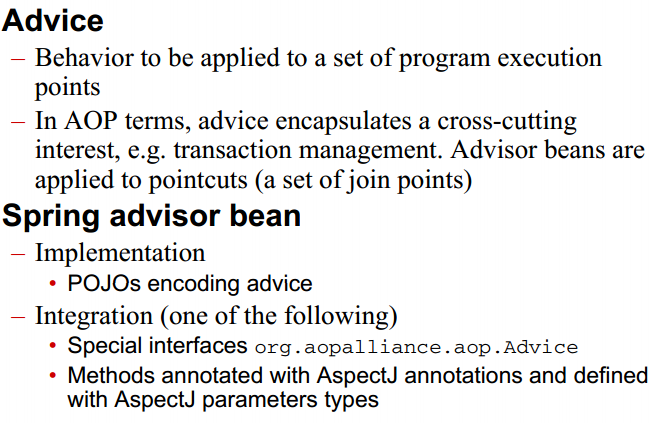 Advice
– Behavior to be applied to a set of program execution
points
– In AOP terms, advice encapsulates a cross-cutting
interest, e.g. transaction management. Advisor beans are
applied to pointcuts (a set of join points)
Spring advisor bean
– Implementation
• POJOs encoding advice
– Integration (one of the following)
• Special interfaces org.aopalliance.aop.Advice
• Methods annotated with AspectJ annotations and defined
with AspectJ parameters types